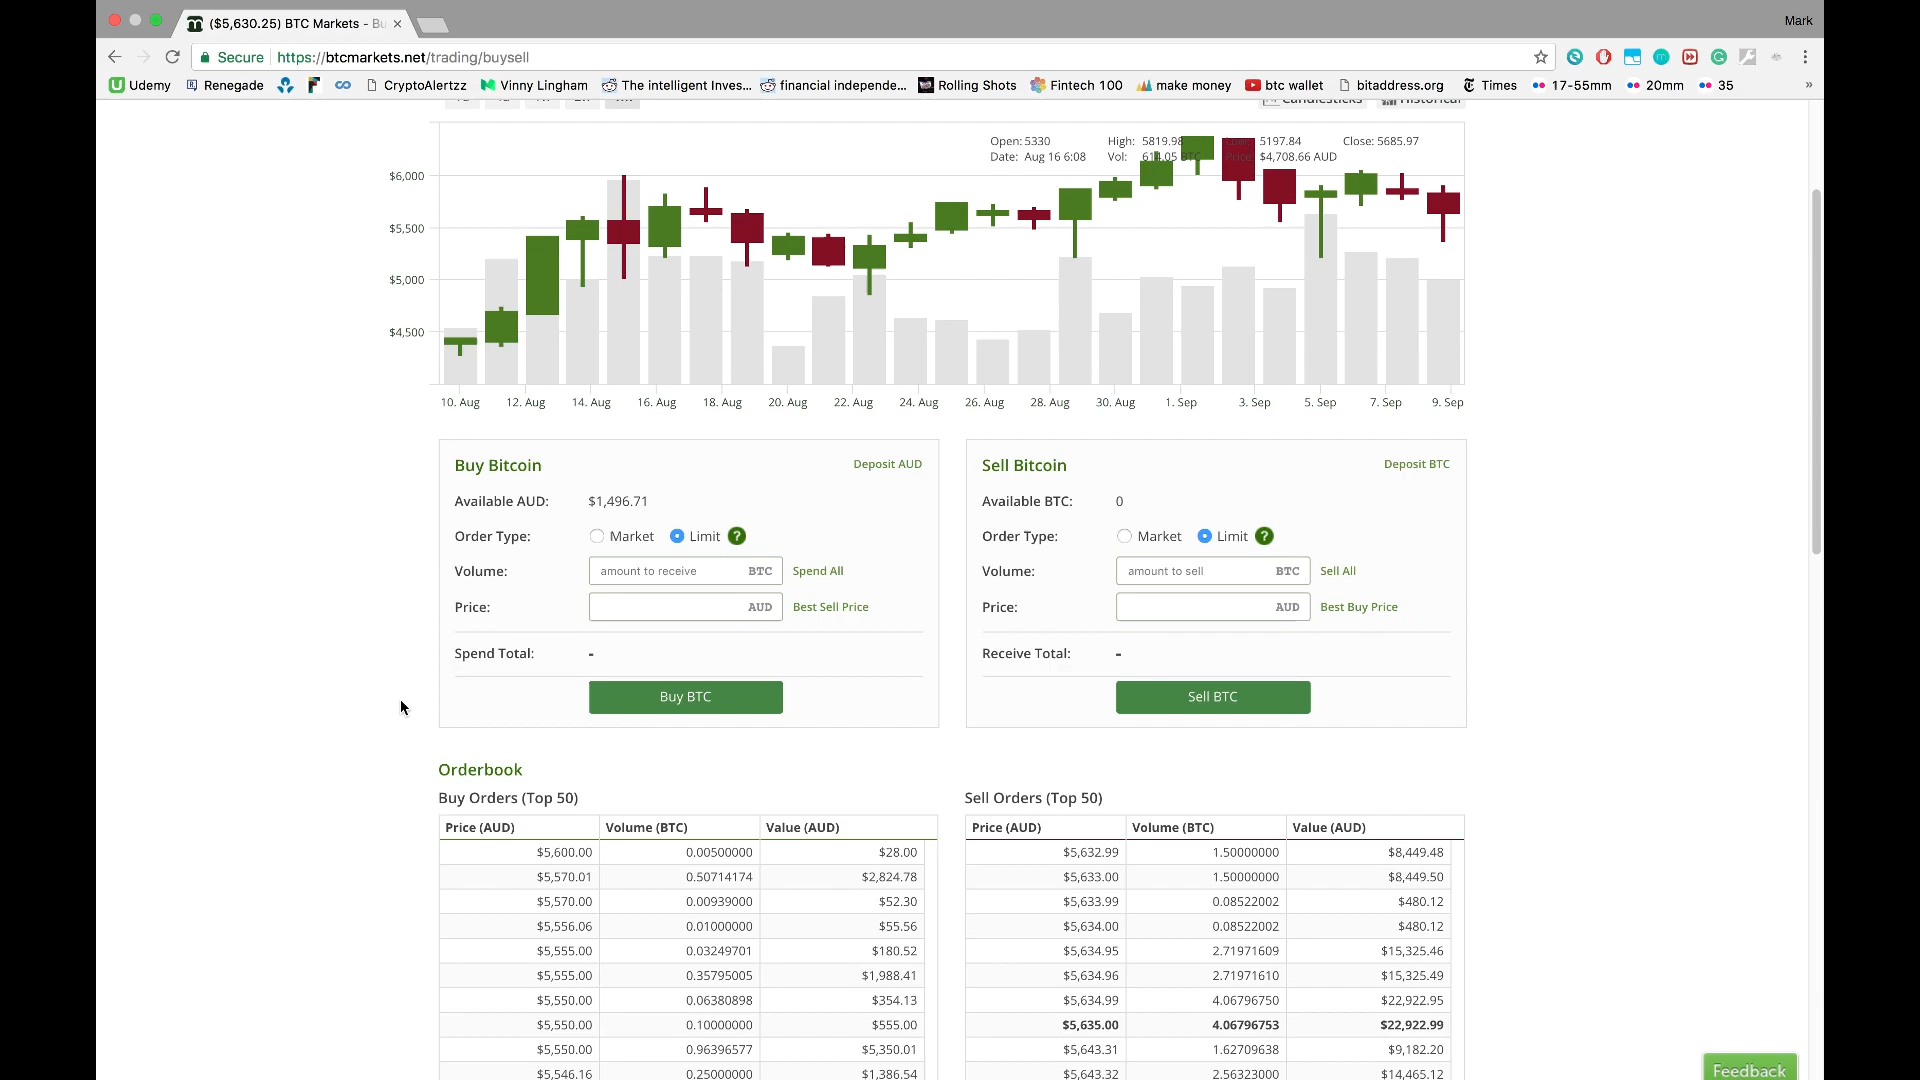 ($5,630.25) BTC Markets - Bu
Mark
Secure https://btcmarkets.net/trading/buysell
Udemy Renegade CryptoAlertzz Vinny Lingham The intelligent Inves... financial independe... Rolling Shots Fintech 100 make money btc wallet bitaddress.org Times 17-55mm 20mm 35 »
Candlesticks Historical
Open: 5330 High: 5819.98 5197.84 Close: 5685.97
Date: Aug 16 6:08 Vol: 614.05 BTC Price: $4,708.66 AUD
$6,000
$5,500
$5,000
$4,500
10. Aug 12. Aug 14. Aug 16. Aug 18. Aug 20. Aug 22. Aug 24. Aug 26. Aug 28. Aug 30. Aug 1. Sep 3. Sep 5. Sep 7. Sep 9. Sep
Buy Bitcoin Deposit AUD
Available AUD: $1,496.71
Order Type: Market Limit ?
Volume: amount to receive BTC Spend All
Price: AUD Best Sell Price
Spend Total: -
Buy BTC
Sell Bitcoin Deposit BTC
Available BTC: 0
Order Type: Market Limit ?
Volume: amount to sell BTC Sell All
Price: AUD Best Buy Price
Receive Total: -
Sell BTC
Orderbook
Buy Orders (Top 50)
Price (AUD) Volume (BTC) Value (AUD)
$5,600.00 0.00500000 $28.00
$5,570.01 0.50714174 $2,824.78
$5,570.00 0.00939000 $52.30
$5,556.06 0.01000000 $55.56
$5,555.00 0.03249701 $180.52
$5,555.00 0.35795005 $1,988.41
$5,550.00 0.06380898 $354.13
$5,550.00 0.10000000 $555.00
$5,550.00 0.96396577 $5,350.01
$5,546.16 0.25000000 $1,386.54
Sell Orders (Top 50)
Price (AUD) Volume (BTC) Value (AUD)
$5,632.99 1.50000000 $8,449.48
$5,633.00 1.50000000 $8,449.50
$5,633.99 0.08522002 $480.12
$5,634.00 0.08522002 $480.12
$5,634.95 2.71971609 $15,325.46
$5,634.96 2.71971610 $15,325.49
$5,634.99 4.06796750 $22,922.95
$5,635.00 4.06796753 $22,922.99
$5,643.31 1.62709638 $9,182.20
$5,643.32 2.56323000 $14,465.12
Feedback